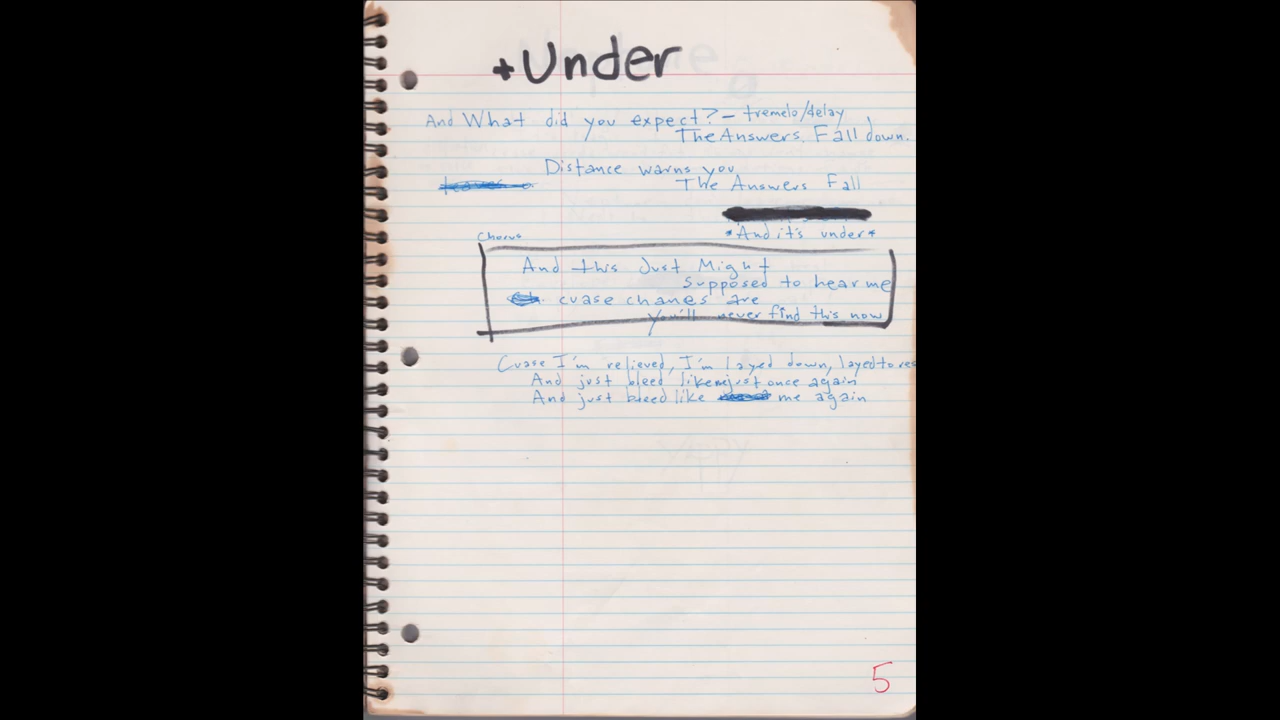 +Under
And What did you expect? - tremelo/delay
The Answers. Fall down.
Distance warns you
The Answers Fall
*And it's under*
Chorus
And this Just Might
supposed to hear me
cuase chanes are
you'll never find this now
Cuase I'm relieved, I'm layed down, layed to res
And just bleed like just once again
And just bleed like me again
5